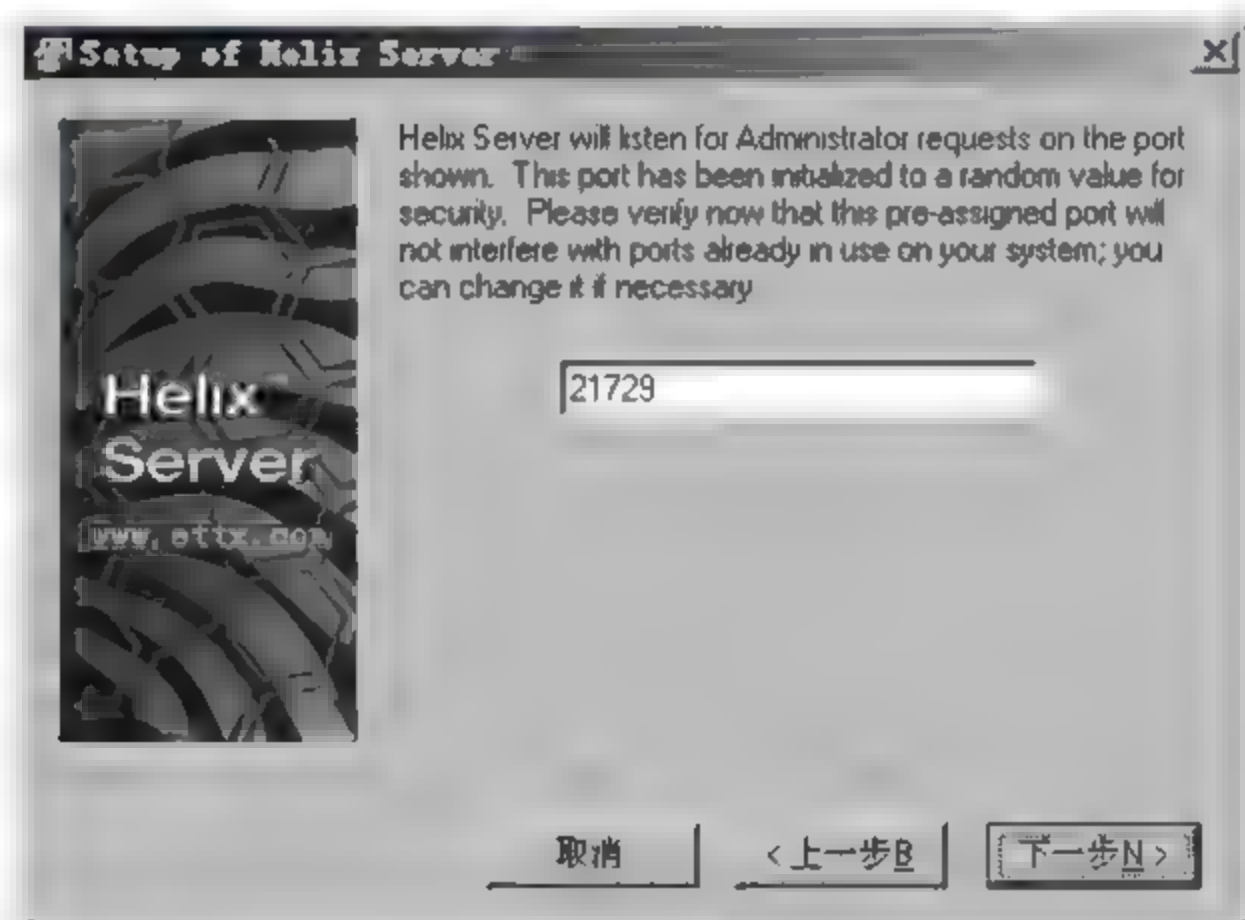 Setup of Helix Server
Helix Server will listen for Administrator requests on the port
shown. This port has been initialized to a random value for
security. Please verify now that this pre-assigned port will
not interfere with ports already in use on your system; you
can change it if necessary
21729
Helix
Server
取消
<上一步B
下一步N>